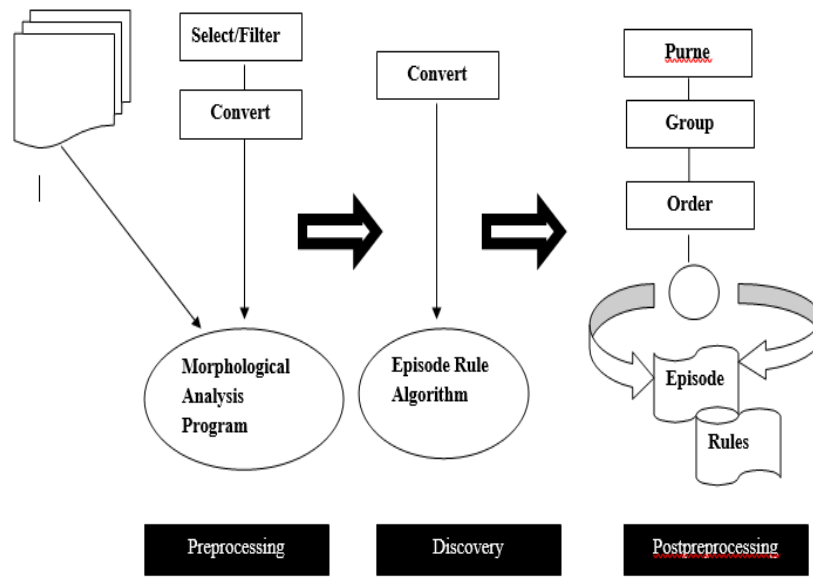 Select/Filter
Convert
Morphological
Analysis
Program
Preprocessing
Convert
Episode Rule
Algorithm
Discovery
Purne
Group
Order
Episode
Rules
Postpreprocessing